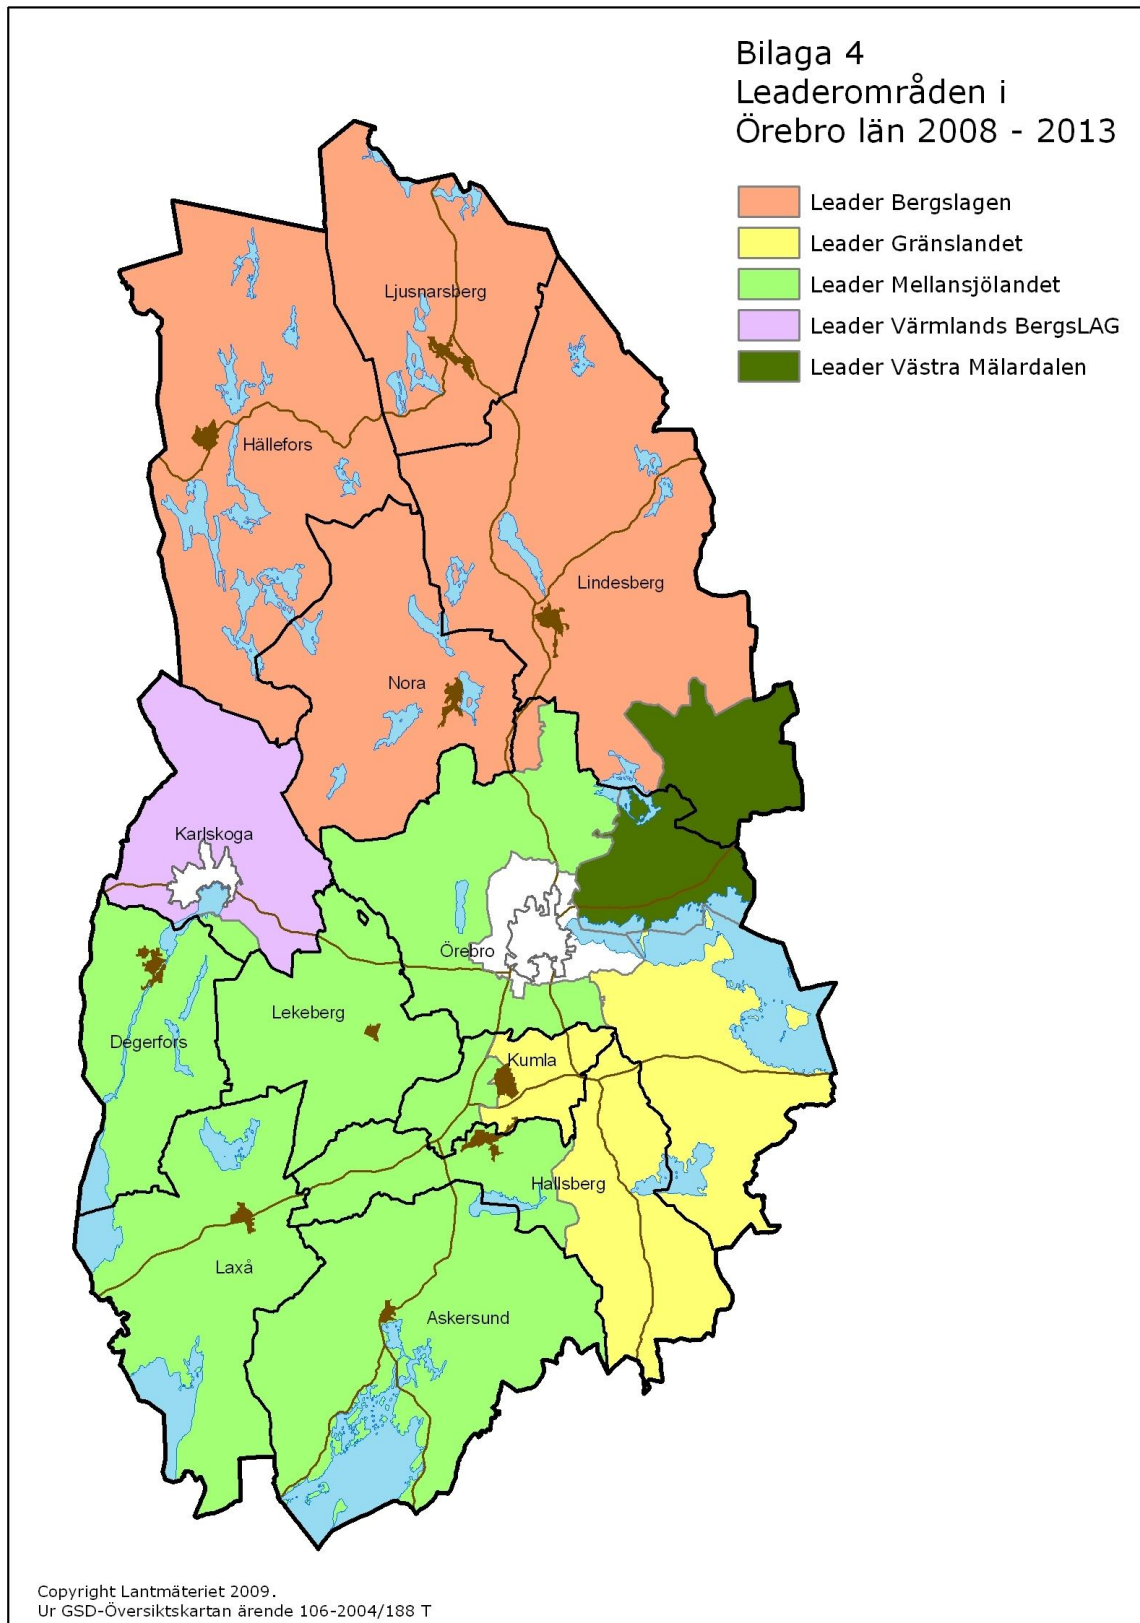 Bilaga 4
Leaderområden i
Örebro län 2008 - 2013
Leader Bergslagen
Leader Gränslandet
Leader Mellansjölandet
Leader Värmlands BergsLAG
Leader Västra Mälardalen
Ljusnarsberg
Hällefors
Lindesberg
Nora
Karlskoga
Örebro
Lekeberg
Degerfors
Kumla
Hallsberg
Laxå
Askersund
Copyright Lantmäteriet 2009.
Ur GSD-Översiktskartan ärende 106-2004/188 T